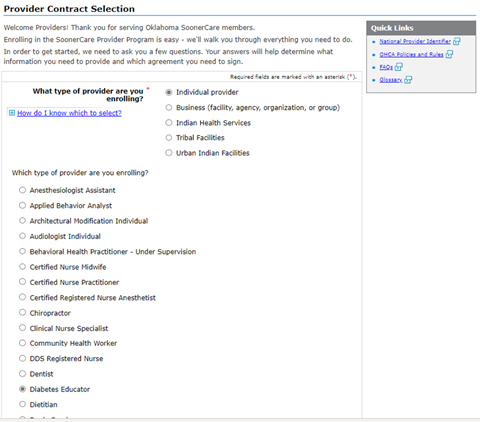 Provider Contract Selection
Welcome Providers! Thank you for serving Oklahoma SoonerCare members.
Enrolling in the SoonerCare Provider Program is easy - we'll walk you through everything you need to do.
In order to get started, we need to ask you a few questions. Your answers will help determine what
information you need to provide and which agreement you need to sign.
Quick Links
National Provider Identifier
OHCA Policies and Rules
FAQs
Glossary
Required fields are marked with an asterisk (*).
What type of provider are you *
enrolling?
How do I know which to select?
Individual provider
Business (facility, agency, organization, or group)
Indian Health Services
Tribal Facilities
Urban Indian Facilities
Which type of provider are you enrolling?
Anesthesiologist Assistant
Applied Behavior Analyst
Architectural Modification Individual
Audiologist Individual
Behavioral Health Practitioner - Under Supervision
Certified Nurse Midwife
Certified Nurse Practitioner
Certified Registered Nurse Anesthetist
Chiropractor
Clinical Nurse Specialist
Community Health Worker
DDS Registered Nurse
Dentist
Diabetes Educator
Dietitian